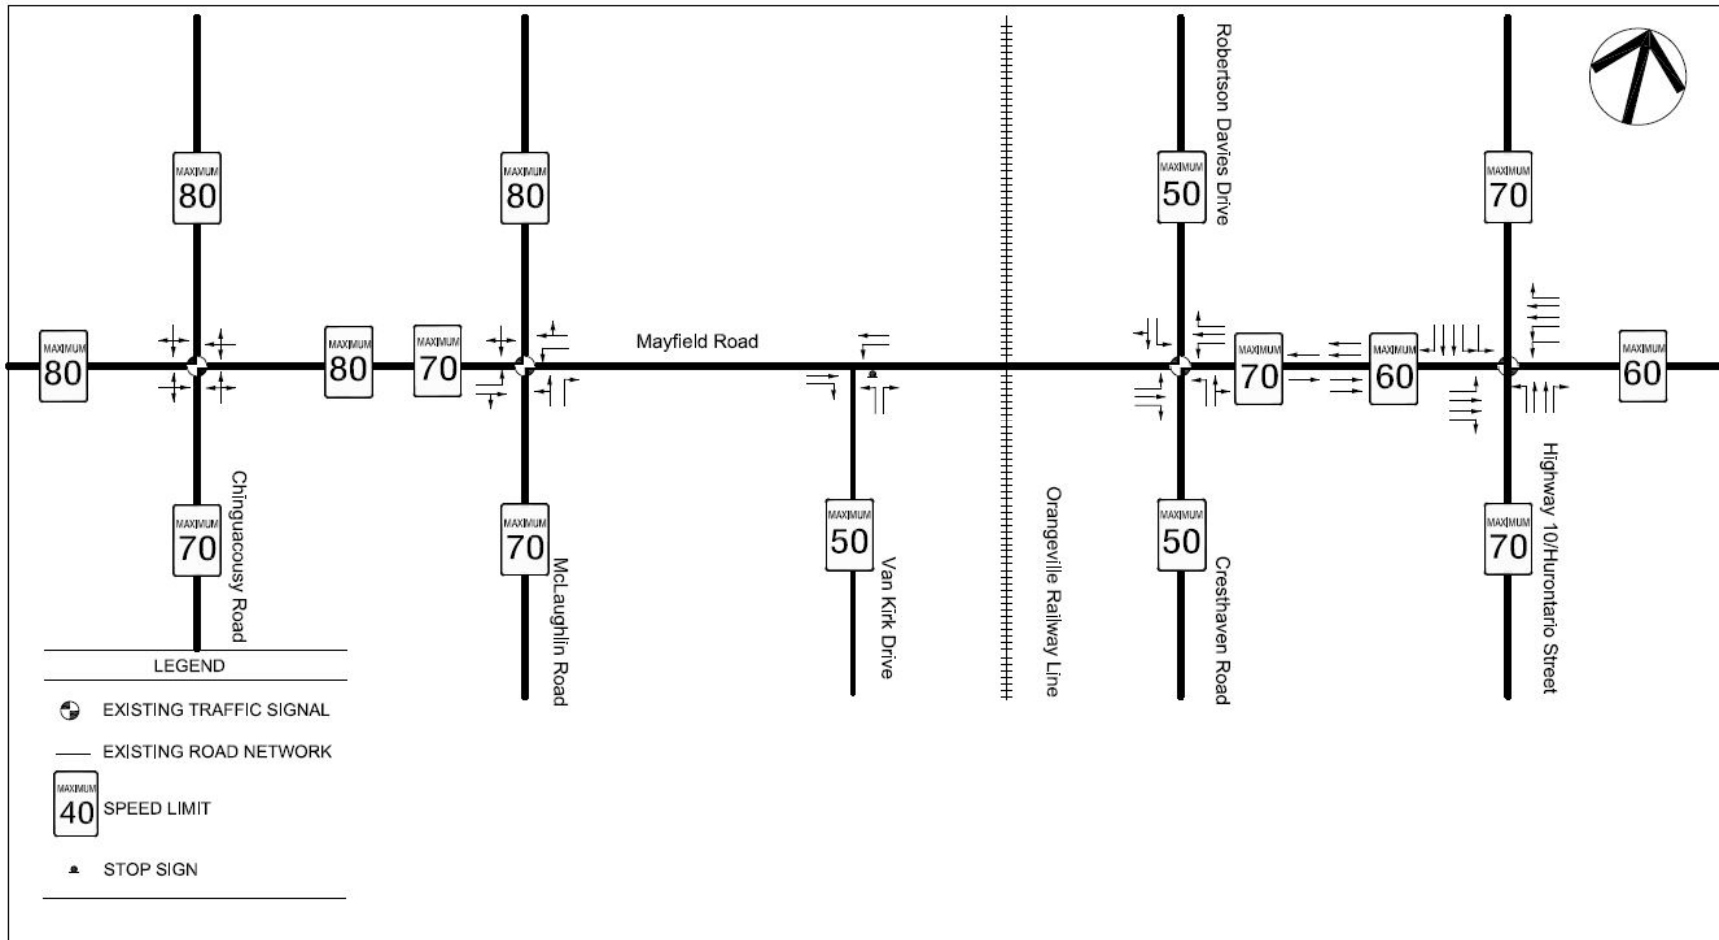 Robertson Davies Drive
MAXIMUM
80
MAXIMUM
80
MAXIMUM
50
MAXIMUM
70
Mayfield Road
MAXIMUM
80
MAXIMUM
80
MAXIMUM
70
MAXIMUM
70
MAXIMUM
60
MAXIMUM
60
Chinguacousy Road
McLaughlin Road
Van Kirk Drive
Orangeville Railway Line
Cresthaven Road
Highway 10/Hurontario Street
MAXIMUM
70
MAXIMUM
70
MAXIMUM
50
MAXIMUM
50
MAXIMUM
70
LEGEND
EXISTING TRAFFIC SIGNAL
EXISTING ROAD NETWORK
MAXIMUM
40
SPEED LIMIT
STOP SIGN